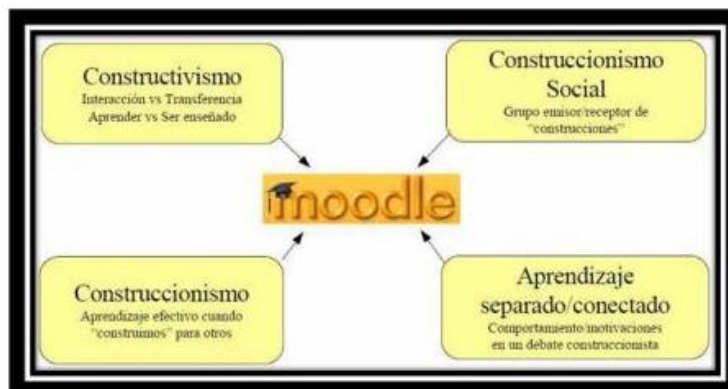 Constructivismo
Interacción vs Transferencia
Aprender vs Ser enseñado
Construccionismo
Social
Grupo emisor/receptor de
"construcciones"
moodle
Construccionismo
Aprendizaje efectivo cuando
"construimos" para otros
Aprendizaje
separado/conectado
Comportamiento/motivaciones
en un debate construccionista